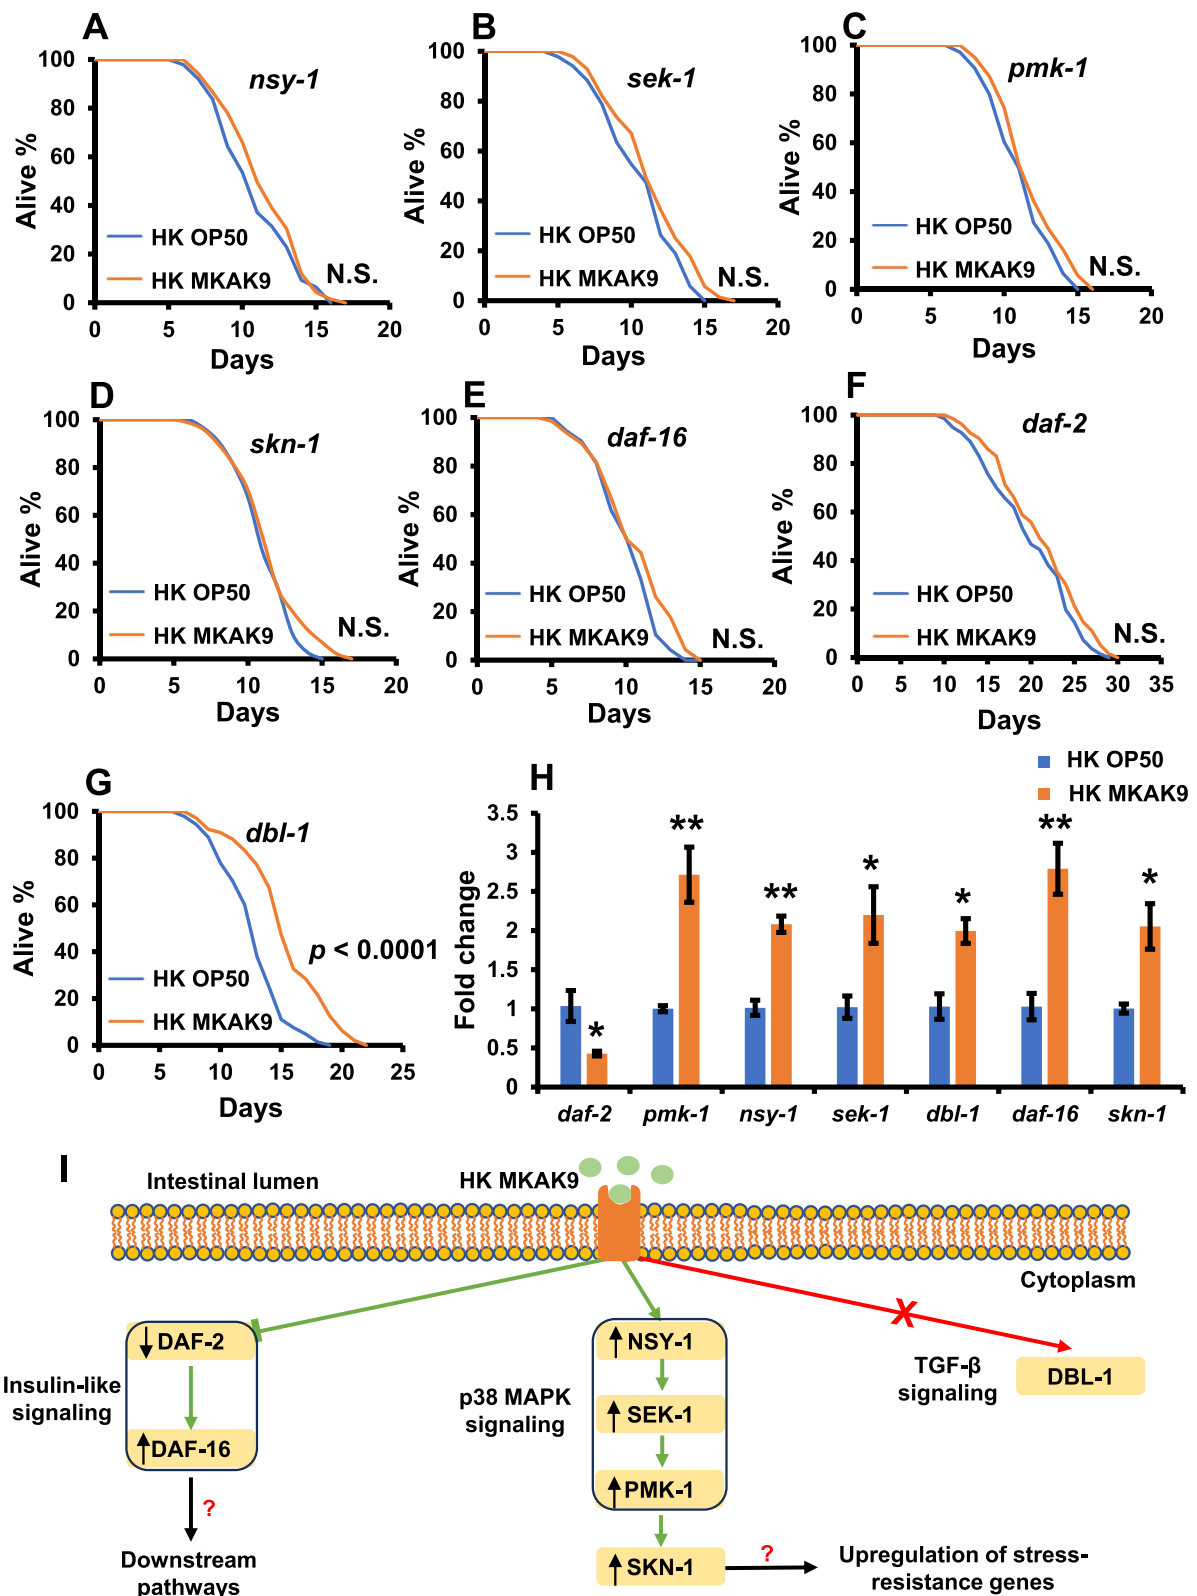 A
100
80
60
40
20
0
Alive %
nsy-1
HK OP50
HK MKAK9
N.S.
0 5 10 15 20
Days
B
100
80
60
40
20
0
Alive %
sek-1
HK OP50
HK MKAK9
N.S.
0 5 10 15 20
Days
C
100
80
60
40
20
0
Alive %
pmk-1
HK OP50
HK MKAK9
N.S.
0 5 10 15 20
Days
D
100
80
60
40
20
0
Alive %
skn-1
HK OP50
HK MKAK9
N.S.
0 5 10 15 20
Days
E
100
80
60
40
20
0
Alive %
daf-16
HK OP50
HK MKAK9
N.S.
0 5 10 15 20
Days
F
100
80
60
40
20
0
Alive %
daf-2
HK OP50
HK MKAK9
N.S.
0 5 10 15 20 25 30 35
Days
G
100
80
60
40
20
0
Alive %
dbl-1
p < 0.0001
HK OP50
HK MKAK9
0 5 10 15 20 25
Days
H
HK OP50
HK MKAK9
3.5
3
2.5
2
1.5
1
0.5
0
Fold change
* ** ** * * ** *
daf-2 pmk-1 nsy-1 sek-1 dbl-1 daf-16 skn-1
I
Intestinal lumen
HK MKAK9
Cytoplasm
X
Insulin-like
signaling
DAF-2
DAF-16
?
Downstream
pathways
p38 MAPK
signaling
NSY-1
SEK-1
PMK-1
SKN-1
?
Upregulation of stress-
resistance genes
TGF-β
signaling
DBL-1